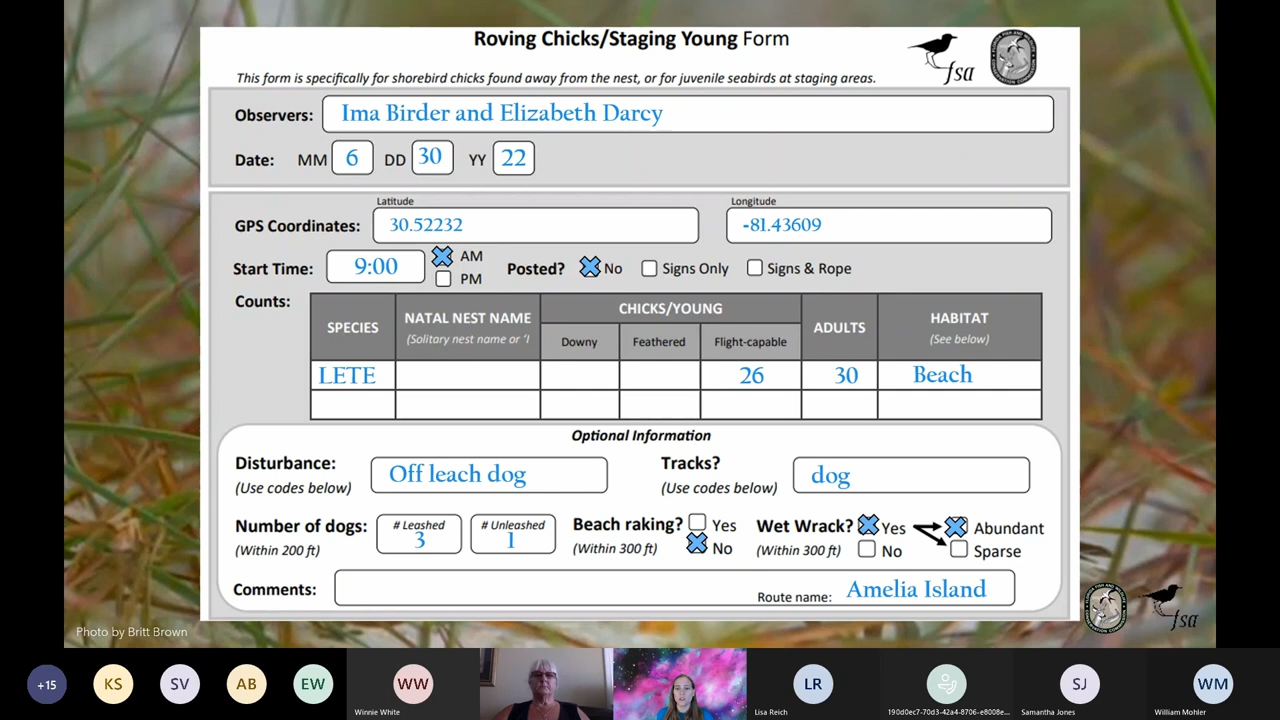 Roving Chicks/Staging Young Form
fsa
This form is specifically for shorebird chicks found away from the nest, or for juvenile seabirds at staging areas.
Observers: Ima Birder and Elizabeth Darcy
Date: MM 6 DD 30 YY 22
Latitude Longitude
GPS Coordinates: 30.52232 -81.43609
Start Time: 9:00 AM PM Posted? No Signs Only Signs & Rope
Counts:
SPECIES NATAL NEST NAME CHICKS/YOUNG ADULTS HABITAT
(Solitary nest name or 'I Downy Feathered Flight-capable (See below)
LETE 26 30 Beach
Optional Information
Disturbance: Off leach dog Tracks? dog
(Use codes below) (Use codes below)
Number of dogs: # Leashed 3 # Unleashed 1 Beach raking? Yes Wet Wrack? Yes Abundant
(Within 200 ft) (Within 300 ft) No (Within 300 ft) No Sparse
Comments: Route name: Amelia Island
fsa
Photo by Britt Brown
+15 KS SV AB EW WW LR SJ WM
Winnie White Lisa Reich 190d0ec7-70d3-42a4-8706-e8008e... Samantha Jones William Mohler